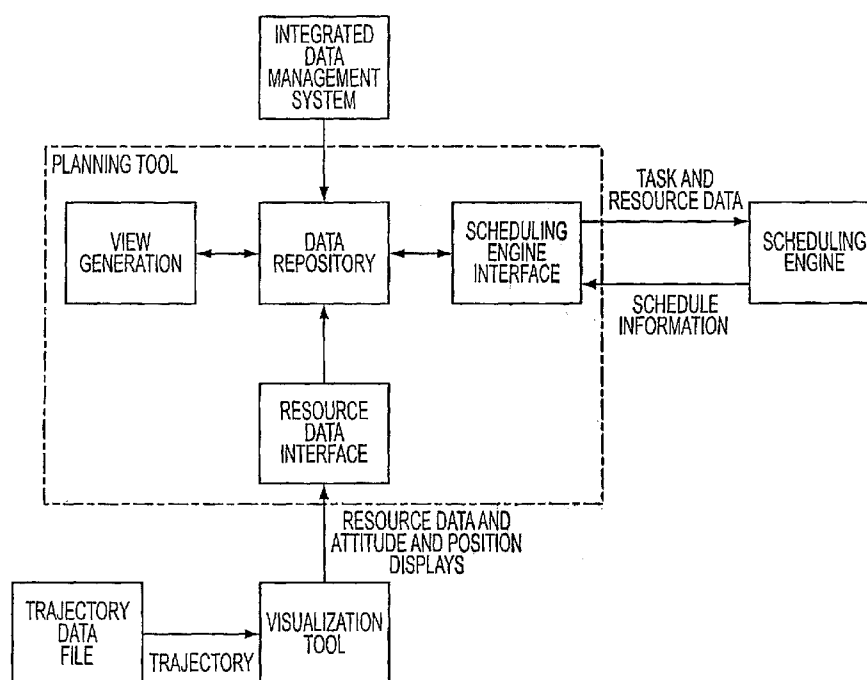 INTEGRATED
DATA
MANAGEMENT
SYSTEM
PLANNING TOOL
VIEW
GENERATION
DATA
REPOSITORY
SCHEDULING
ENGINE
INTERFACE
TASK AND
RESOURCE DATA
SCHEDULING
ENGINE
SCHEDULE
INFORMATION
RESOURCE
DATA
INTERFACE
RESOURCE DATA AND
ATTITUDE AND POSITION
DISPLAYS
TRAJECTORY
DATA
FILE
TRAJECTORY
VISUALIZATION
TOOL